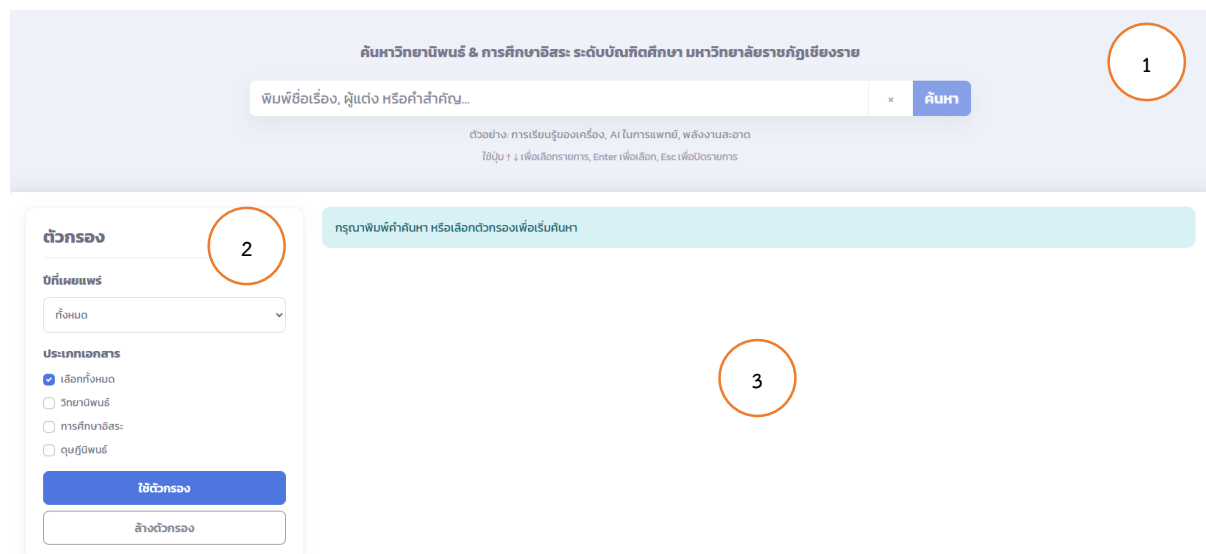 ค้นหาวิทยานิพนธ์ & การศึกษาอิสระ ระดับบัณฑิตศึกษา มหาวิทยาลัยราชภัฏเชียงราย
1
พิมพ์ชื่อเรื่อง, ผู้แต่ง หรือคำสำคัญ...
×
ค้นหา
ตัวอย่าง: การเรียนรู้ของเครื่อง, AI ในการแพทย์, พลังงานสะอาด
ใช้ปุ่ม ↑ ↓ เพื่อเลือกรายการ, Enter เพื่อเลือก, Esc เพื่อปิดรายการ
ตัวกรอง
2
ปีที่เผยแพร่
ทั้งหมด
ประเภทเอกสาร
เลือกทั้งหมด
วิทยานิพนธ์
การศึกษาอิสระ
ดุษฎีนิพนธ์
ใช้ตัวกรอง
ล้างตัวกรอง
กรุณาพิมพ์คำค้นหา หรือเลือกตัวกรองเพื่อเริ่มค้นหา
3